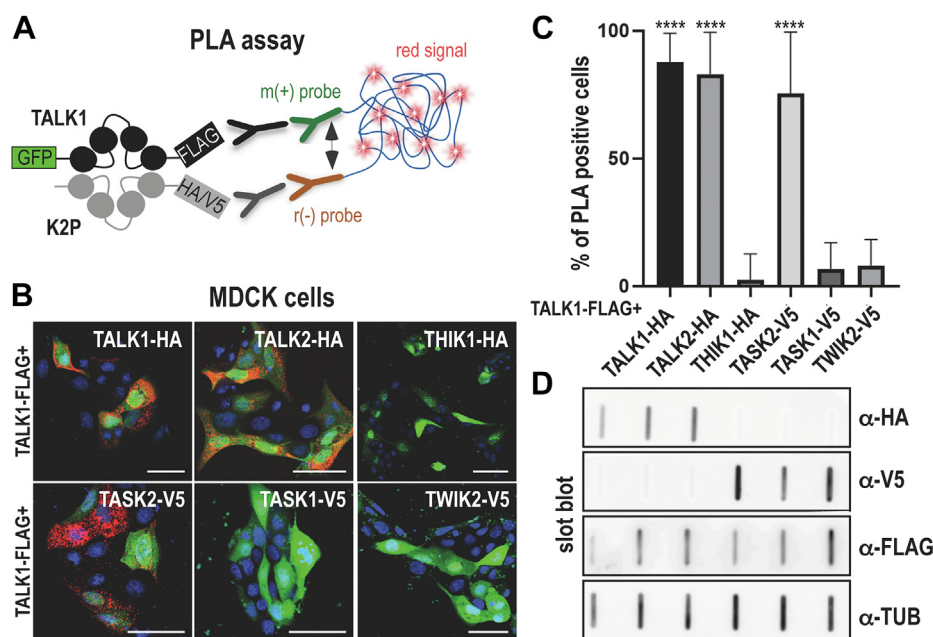 A
PLA assay
red signal
m(+) probe
TALK1
GFP
FLAG
HA/V5
K2P
r(-) probe
B
MDCK cells
TALK1-FLAG+
TALK1-HA
TALK2-HA
THIK1-HA
TALK1-FLAG+
TASK2-V5
TASK1-V5
TWIK2-V5
C
**** **** ****
% of PLA positive cells
100
50
0
TALK1-FLAG+
TALK1-HA
TALK2-HA
THIK1-HA
TASK2-V5
TASK1-V5
TWIK2-V5
D
slot blot
α-HA
α-V5
α-FLAG
α-TUB